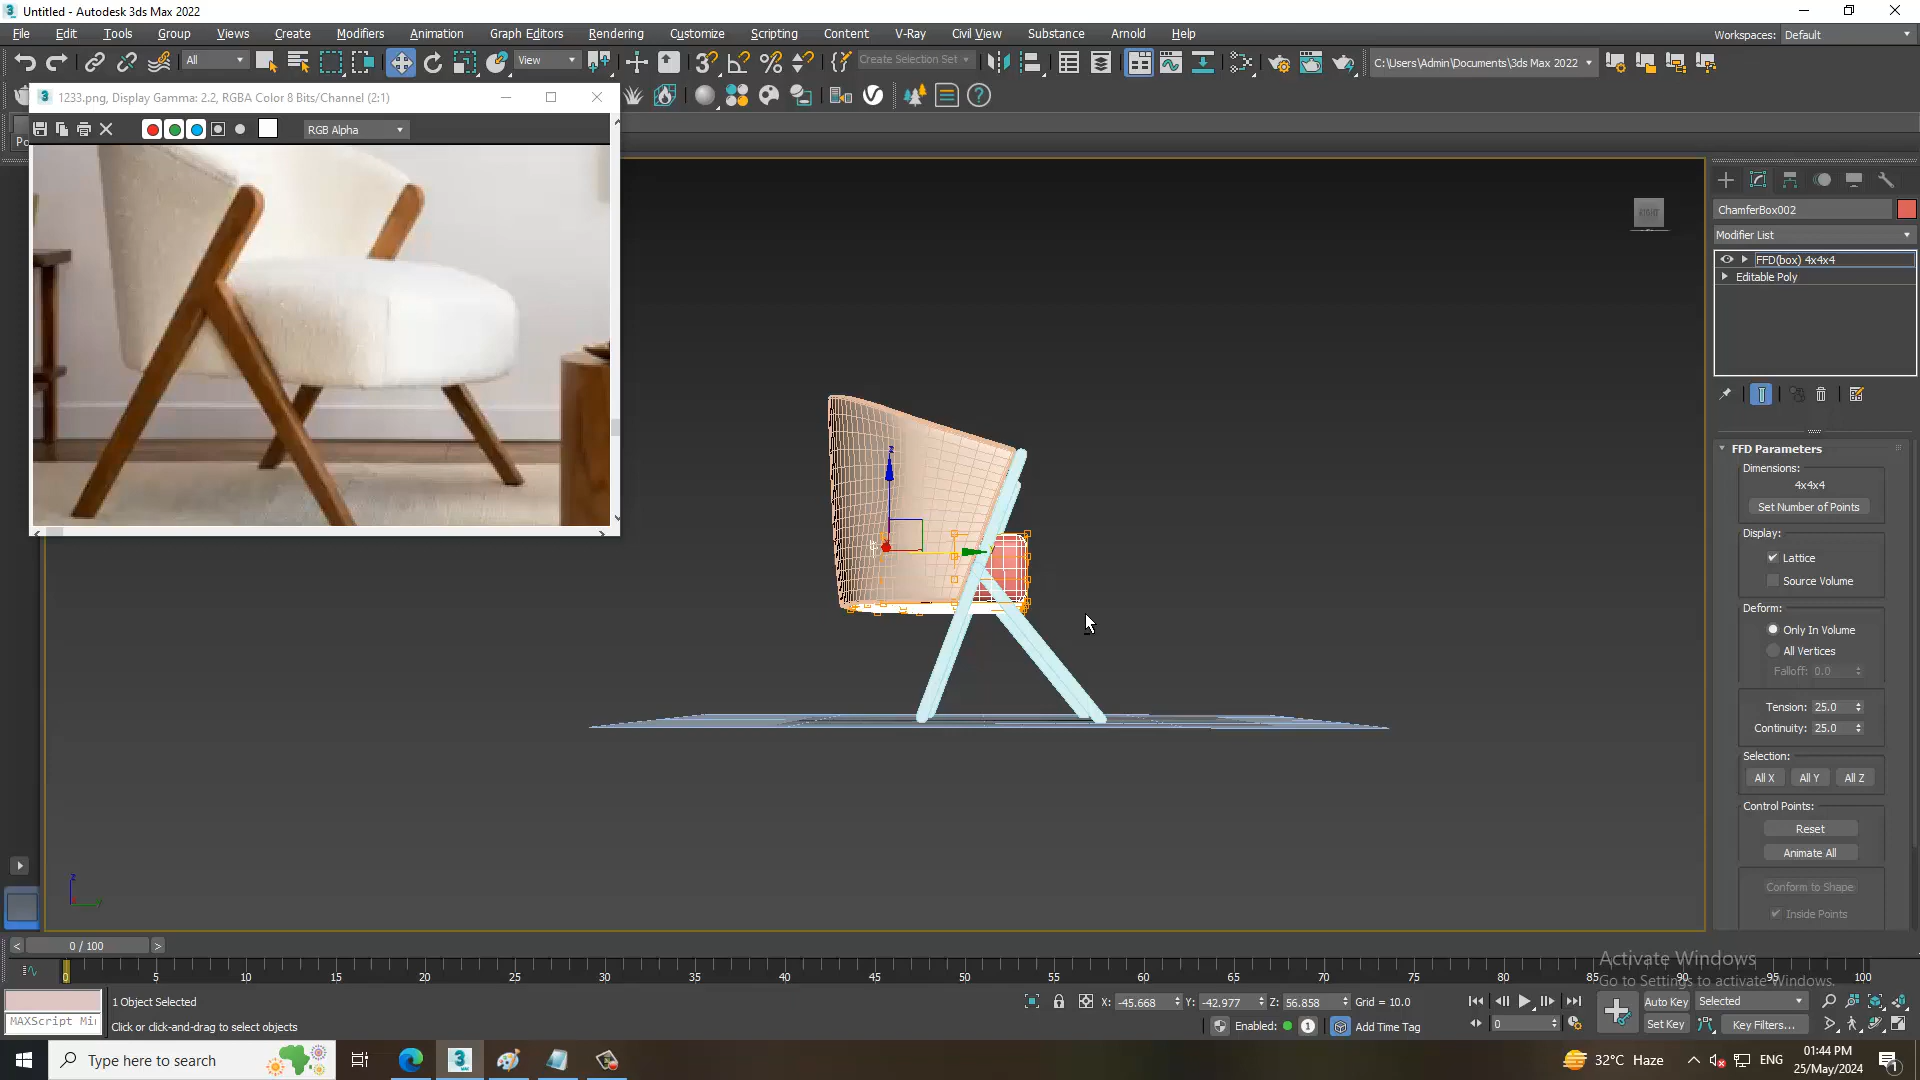 Untitled - Autodesk 3ds Max 2022
File Edit Tools Group Views Create Modifiers Animation Graph Editors Rendering Customize Scripting Content V-Ray Civil View Substance Arnold Help
Workspaces: Default
All View Create Selection Set C:\Users\Admin\Documents\3ds Max 2022
1233.png, Display Gamma: 2.2, RGBA Color 8 Bits/Channel (2:1)
RGB Alpha
Po
RIGHT
z
z
ChamferBox002
Modifier List
FFD(box) 4x4x4
Editable Poly
FFD Parameters
Dimensions:
4x4x4
Set Number of Points
Display:
Lattice
Source Volume
Deform:
Only In Volume
All Vertices
Falloff: 0.0
Tension: 25.0
Continuity: 25.0
Selection:
All X All Y All Z
Control Points:
Reset
Animate All
Conform to Shape
Inside Points
< 0 / 100 >
0 5 10 15 20 25 30 35 40 45 50 55 60 65 70 75 80 85 90 95 100
Activate Windows
Go to Settings to activate Windows.
1 Object Selected
X: -45.668 Y: -42.977 Z: 56.858 Grid = 10.0
Auto Key Selected
MAXScript Mi
Click or click-and-drag to select objects
Enabled: 1 Add Time Tag
0
Set Key Key Filters...
Type here to search
32°C Haze
ENG
01:44 PM
25/May/2024
1